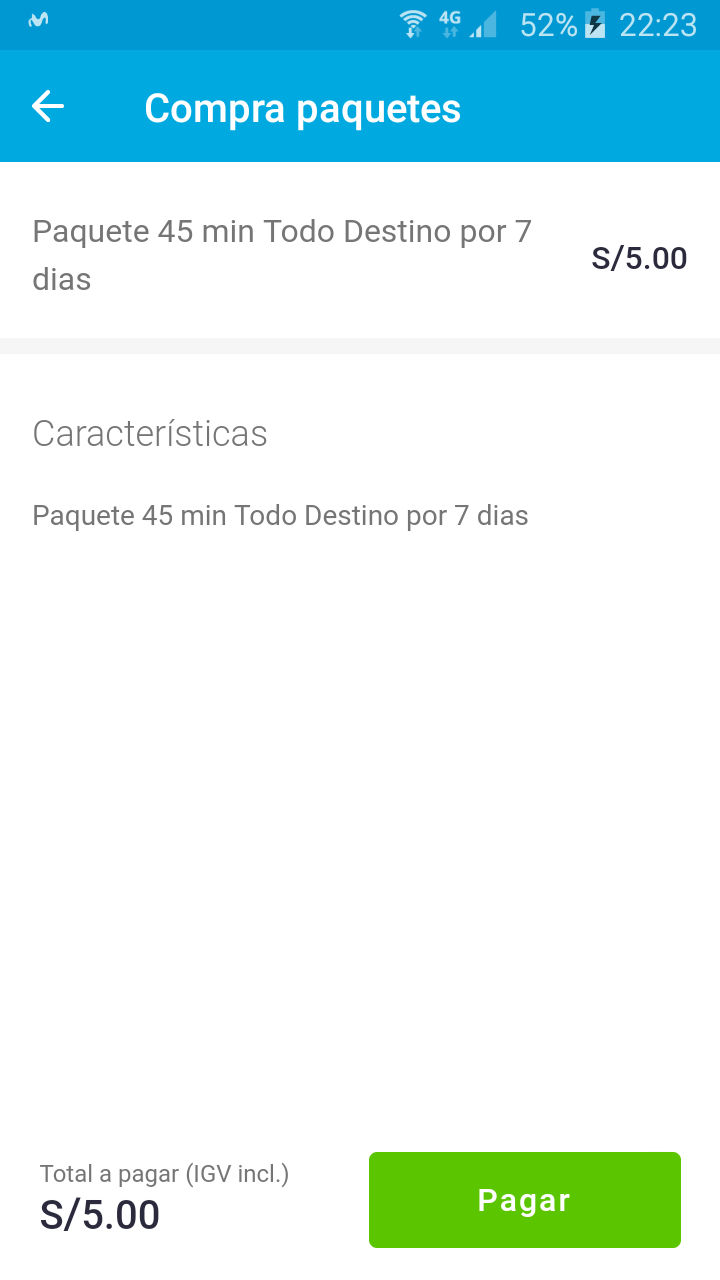 4G 52% 22:23
Compra paquetes
Paquete 45 min Todo Destino por 7
dias
S/5.00
Características
Paquete 45 min Todo Destino por 7 dias
Total a pagar (IGV incl.)
S/5.00
Pagar